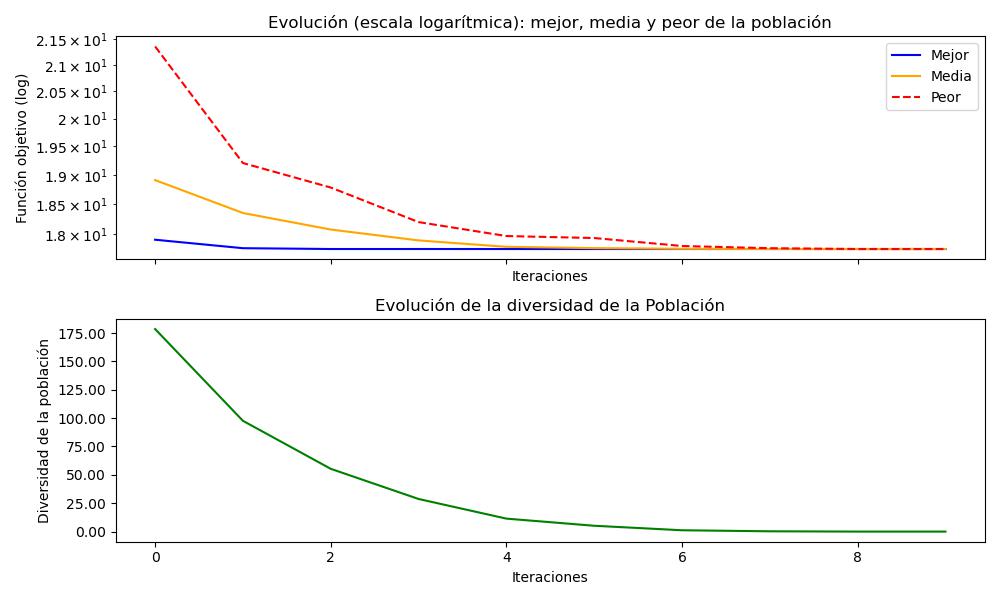 Evolución (escala logarítmica): mejor, media y peor de la población
Función objetivo (log)
2.15 × 10¹
2.1 × 10¹
2.05 × 10¹
2 × 10¹
1.95 × 10¹
1.9 × 10¹
1.85 × 10¹
1.8 × 10¹
Mejor
Media
Peor
Iteraciones
Evolución de la diversidad de la Población
Diversidad de la población
175.00
150.00
125.00
100.00
75.00
50.00
25.00
0.00
0 2 4 6 8
Iteraciones